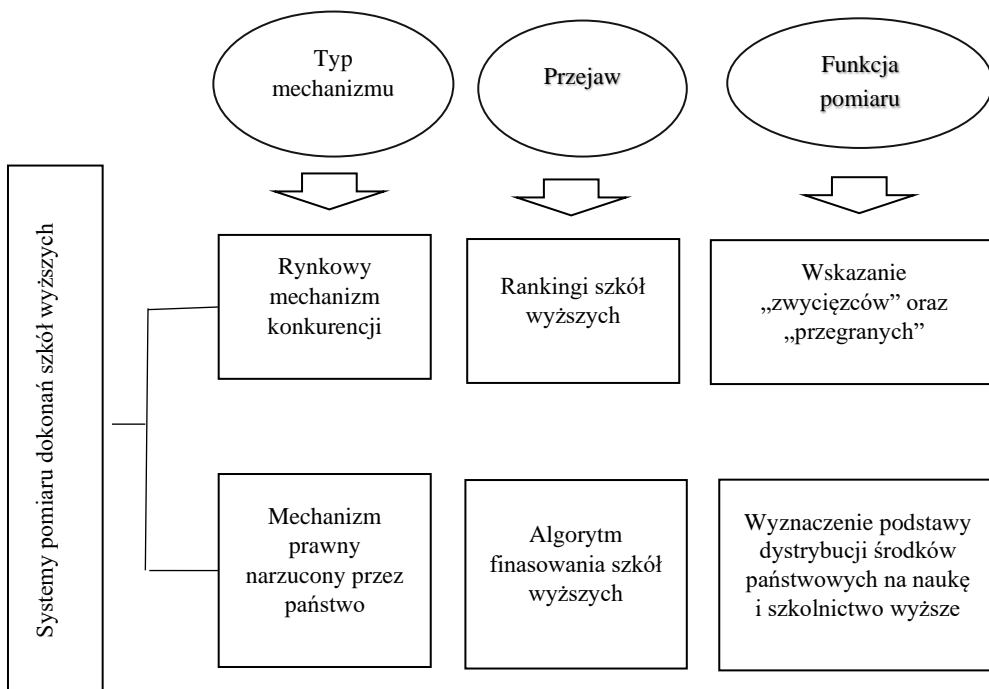 Typ
mechanizmu
Przejaw
Funkcja
pomiaru
Systemy pomiaru dokonań szkół wyższych
Rynkowy
mechanizm
konkurencji
Rankingi szkół
wyższych
Wskazanie
„zwycięzców” oraz
„przegranych”
Mechanizm
prawny
narzucony przez
państwo
Algorytm
finasowania szkół
wyższych
Wyznaczenie podstawy
dystrybucji środków
państwowych na naukę
i szkolnictwo wyższe